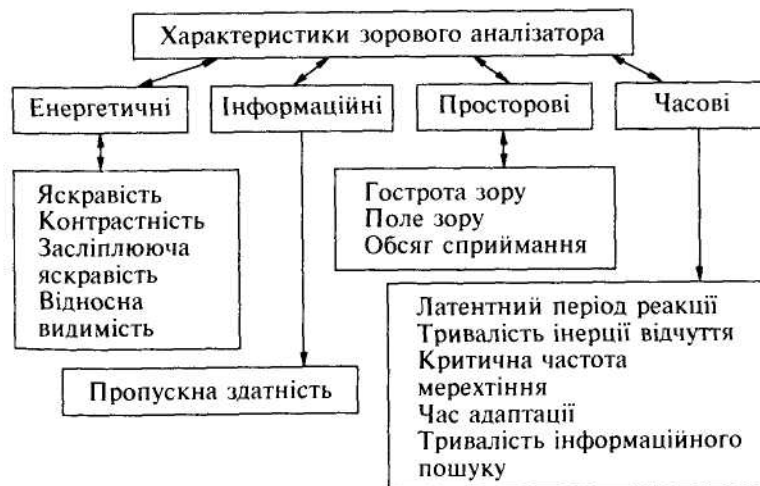 Характеристики зорового аналізатора
Енергетичні
Інформаційні
Просторові
Часові
Яскравість
Контрастність
Засліплююча
яскравість
Відносна
видимість
Гострота зору
Поле зору
Обсяг сприймання
Пропускна здатність
Латентний період реакції
Тривалість інерції відчуття
Критична частота
мерехтіння
Час адаптації
Тривалість інформаційного
пошуку